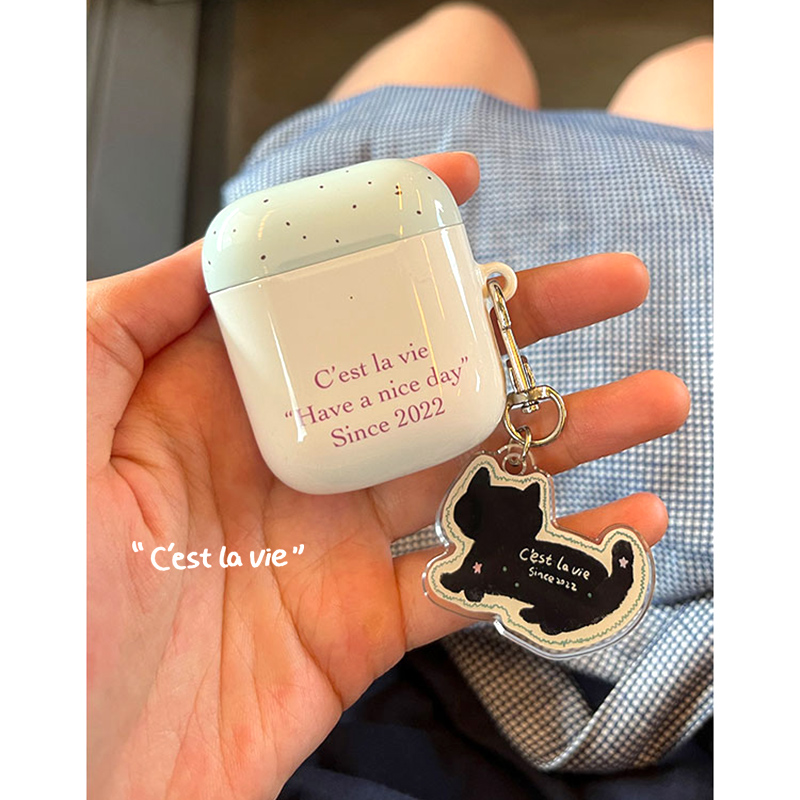 C'est la vie
“Have a nice day”
Since 2022
C'est la vie
Since 2022
“C'est la vie”